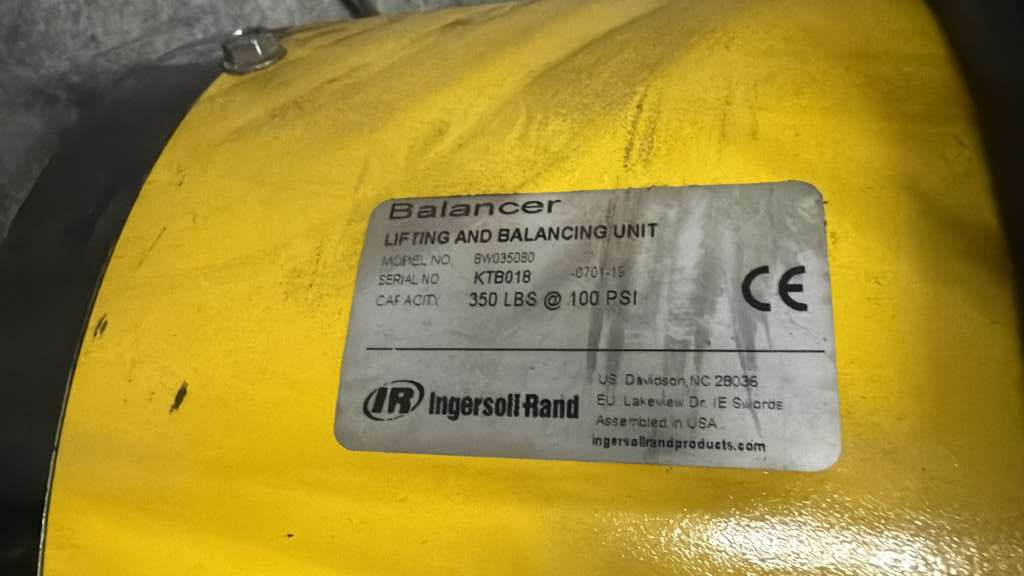 Balancer
LIFTING AND BALANCING UNIT
MODEL NO BW035080
SERIAL NO KTB018 -0701-19
CAPACITY 350 LBS @ 100 PSI
CE
IR Ingersoll Rand
US Davidson, NC 28036
EU Lakeview Dr. IE Swords
Assembled in USA
ingersollrandproducts.com